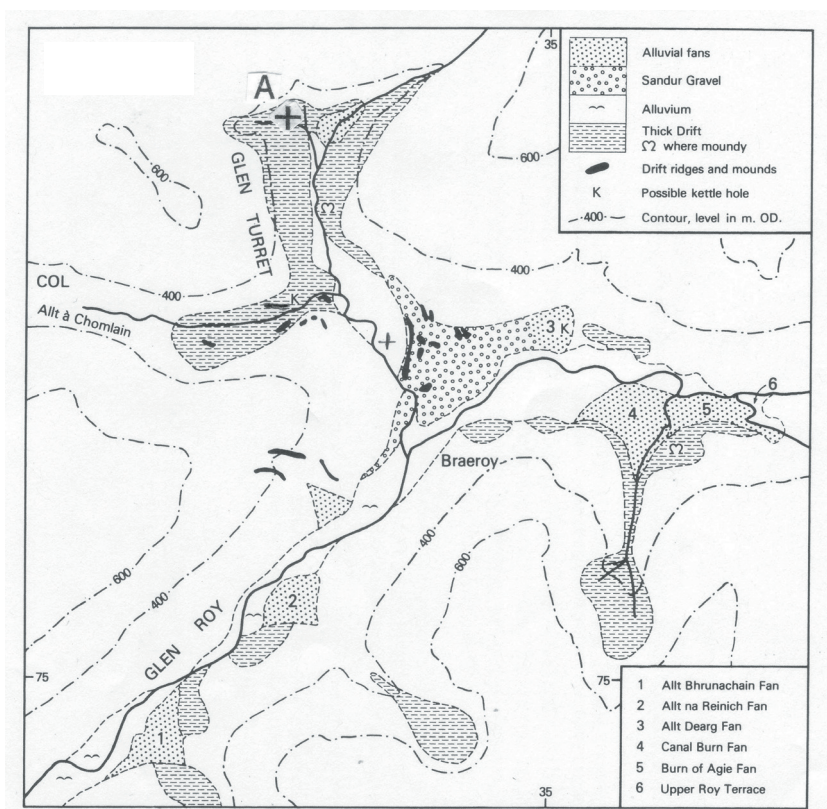 35
A
Alluvial fans
Sandur Gravel
Alluvium
Thick Drift
where moundy
Drift ridges and mounds
K Possible kettle hole
400 Contour, level in m. OD.
600
600
GLEN TURRET
COL
400
400
Allt à Chomlain
K
3 K
6
4
5
Braeroy
400
600
600
400
GLEN ROY
2
75
75
1
35
1 Allt Bhrunachain Fan
2 Allt na Reinich Fan
3 Allt Dearg Fan
4 Canal Burn Fan
5 Burn of Agie Fan
6 Upper Roy Terrace